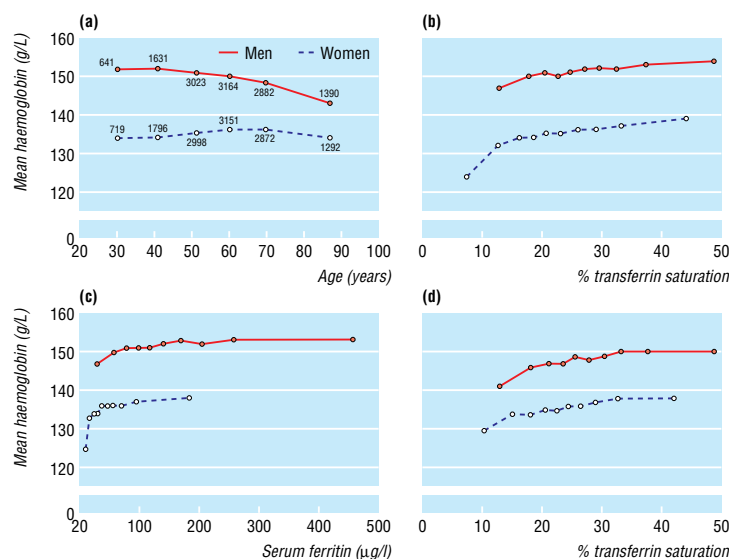 (a)
Mean haemoglobin (g/L)
160
150
140
130
120
0
Men
Women
641
1631
3023
3164
2882
1390
719
1796
2998
3151
2872
1292
20 30 40 50 60 70 80 90 100
Age (years)
(b)
0 10 20 30 40 50
% transferrin saturation
(c)
Mean haemoglobin (g/L)
160
150
140
130
120
0
20 100 200 300 400 500
Serum ferritin (μg/l)
(d)
0 10 20 30 40 50
% transferrin saturation